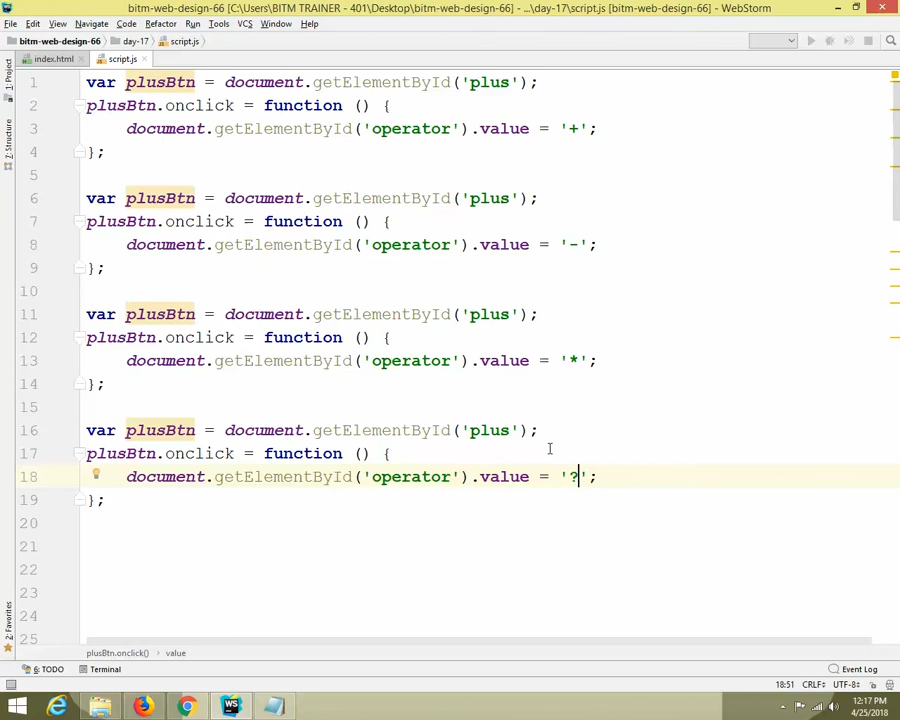 bitm-web-design-66 [C:\Users\BITM TRAINER - 401\Desktop\bitm-web-design-66] - ...\day-17\script.js [bitm-web-design-66] - WebStorm
File Edit View Navigate Code Refactor Run Tools VCS Window Help
bitm-web-design-66 day-17 script.js
index.html script.js
1: Project
7: Structure
2: Favorites
1 var plusBtn = document.getElementById('plus');
2 plusBtn.onclick = function () {
3 document.getElementById('operator').value = '+';
4 };
5
6 var plusBtn = document.getElementById('plus');
7 plusBtn.onclick = function () {
8 document.getElementById('operator').value = '-';
9 };
10
11 var plusBtn = document.getElementById('plus');
12 plusBtn.onclick = function () {
13 document.getElementById('operator').value = '*';
14 };
15
16 var plusBtn = document.getElementById('plus');
17 plusBtn.onclick = function () {
18 document.getElementById('operator').value = '?';
19 };
20
21
22
23
24
25
plusBtn.onclick() value
6: TODO Terminal Event Log
18:51 CRLF÷ UTF-8÷
12:17 PM
4/25/2018